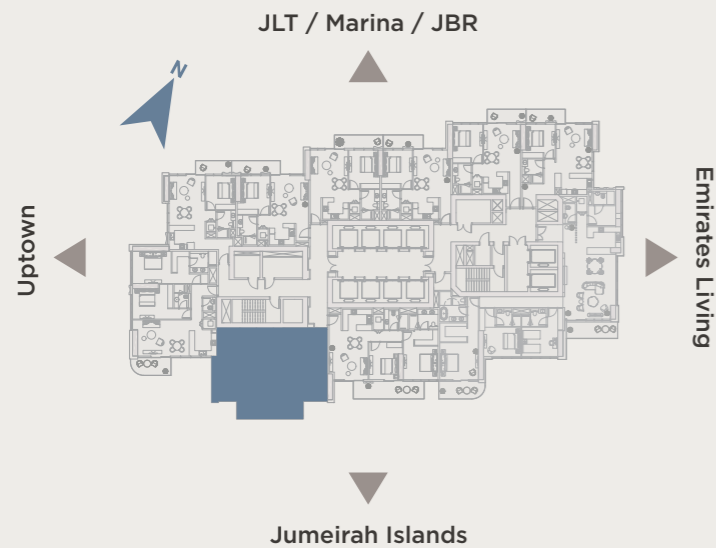 JLT / Marina / JBR
N
Uptown
Emirates Living
Jumeirah Islands